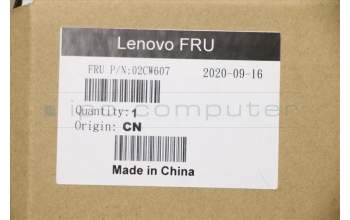 Lenovo FRU
FRU P/N:02CW607 2020-09-16
Quantity:1
Origin: CN
Made in China